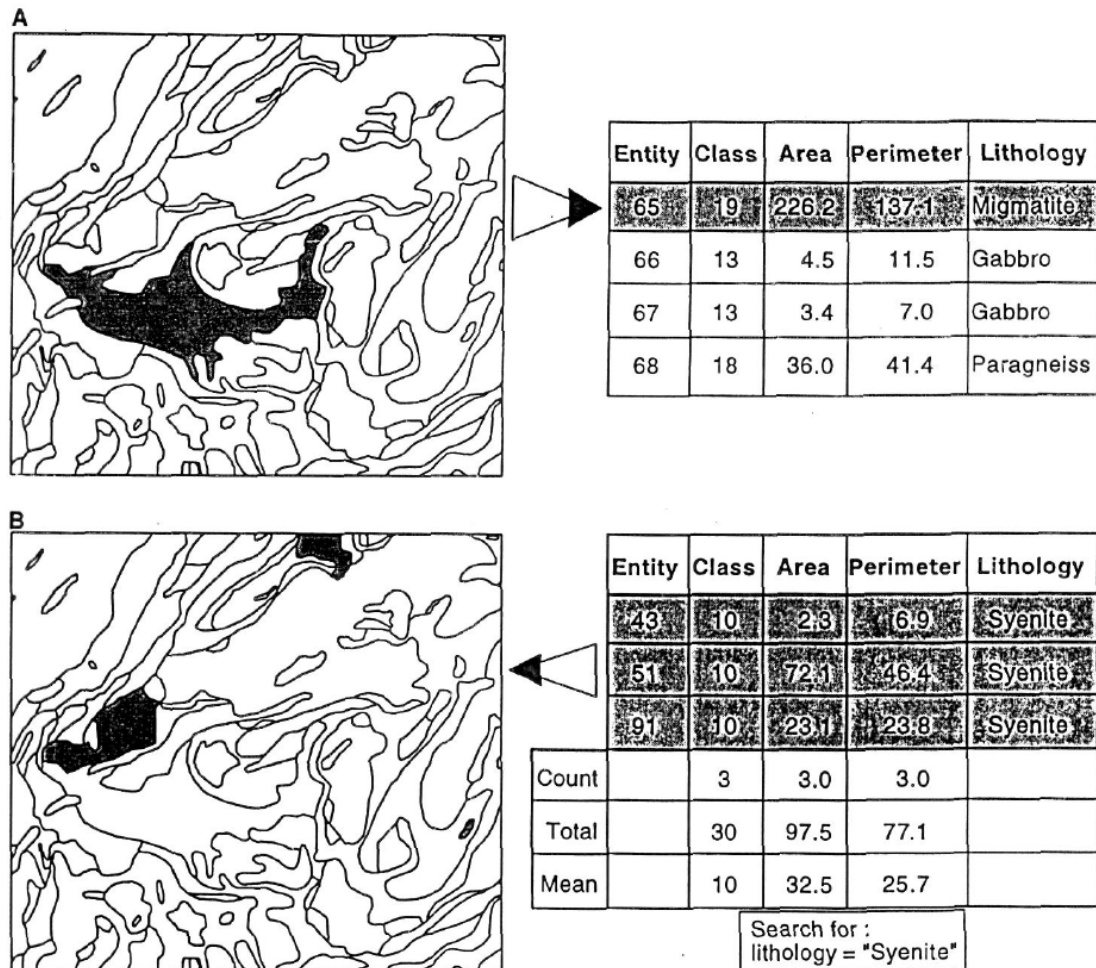 A
Entity Class Area Perimeter Lithology
65 19 226.2 137.1 Migmatite
66 13 4.5 11.5 Gabbro
67 13 3.4 7.0 Gabbro
68 18 36.0 41.4 Paragneiss
B
Entity Class Area Perimeter Lithology
43 10 2.3 6.9 Syenite
51 10 72.1 46.4 Syenite
91 10 23.1 23.8 Syenite
Count 3 3.0 3.0
Total 30 97.5 77.1
Mean 10 32.5 25.7
Search for :
lithology = "Syenite"